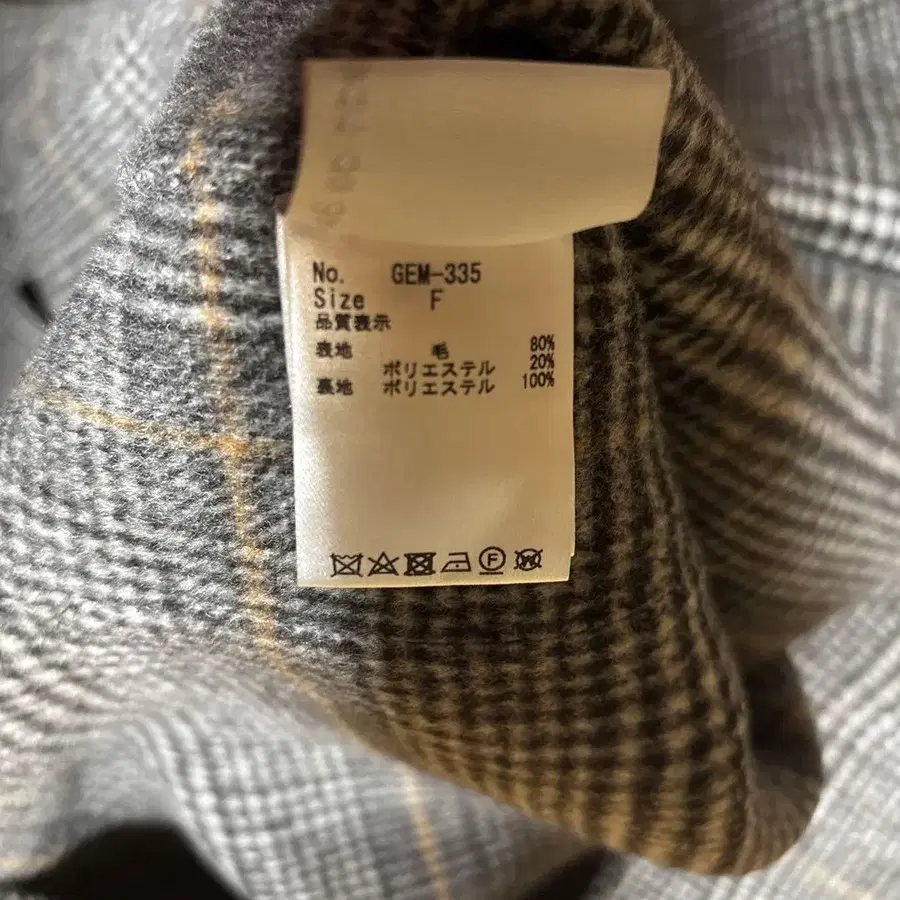 No. GEM-335
Size F
品質表示
表地 毛 80%
ポリエステル 20%
裏地 ポリエステル 100%
F W